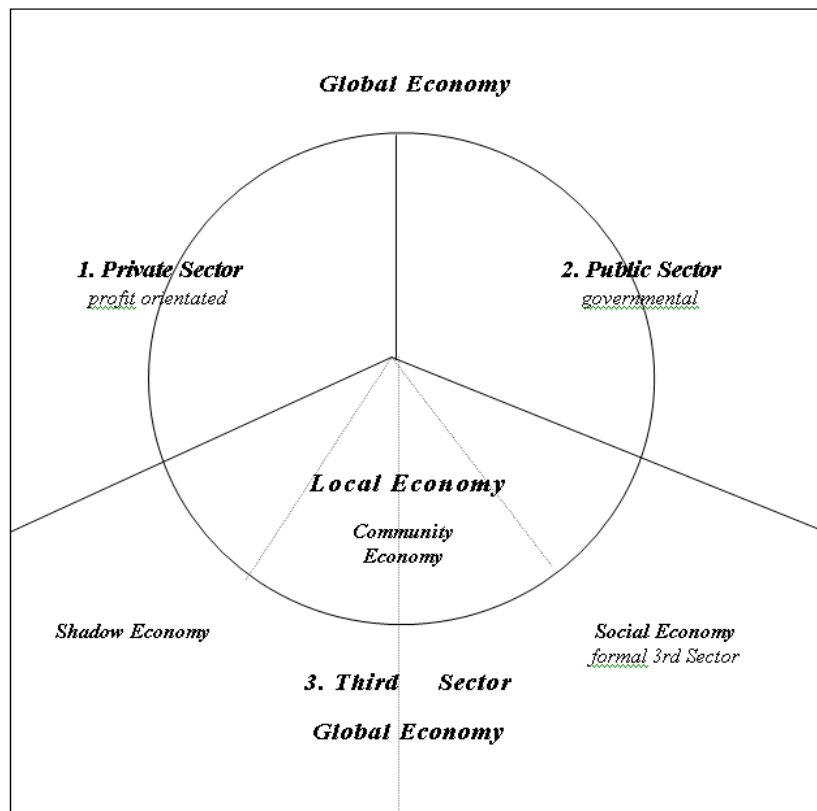 Global Economy
1. Private Sector
profit orientated
2. Public Sector
governmental
Local Economy
Community
Economy
Shadow Economy
Social Economy
formal 3rd Sector
3. Third Sector
Global Economy